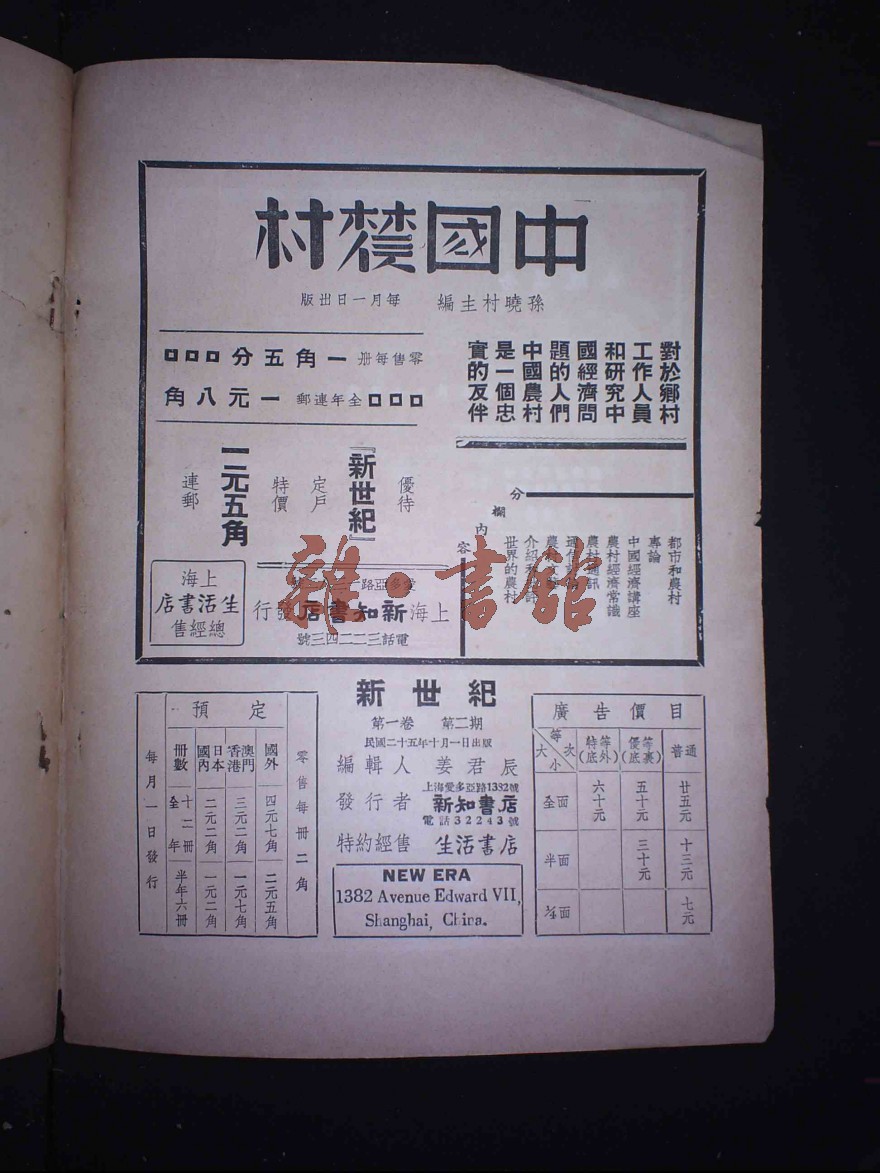 中國農村
孫曉村主編
每月一日出版
對於鄉村
工作人員
和研究中
國經濟問
題的人們
中國農村
是一個忠
實的友伴
零售每册一角五分
全年連郵一元八角
優待
『新世紀』
定戶
特價
一元五角
連郵
分欄內容
都市和農村
專論
中國經濟講座
農村經濟常識
農村通訊
世界的農村
雜·書舘
愛多亞路
上海新知書店發行
電話三二二四三號
上海
生活書店
總經售
新世紀
第一卷 第二期
民國二十五年十月一日出版
編輯人 姜君辰
上海愛多亞路1382號
發行者 新知書店
電話32243號
特約經售 生活書店
NEW ERA
1382 Avenue Edward VII,
Shanghai, China.
廣告價目
等次 大小 特等(底外) 優等(底裏) 普通
全面 六十元 五十元 廿五元
半面 三十元 十三元
¼面 七元
零售每冊二角
預定
冊數 國內 日本 香港 澳門 國外
全年十二冊 二元二角 三元二角 四元七角
半年六冊 一元二角 一元七角 二元五角
每月一日發行